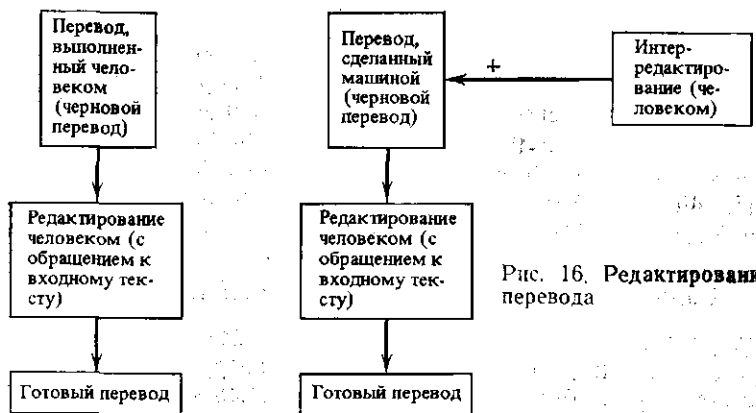 Перевод,
выполнен-
ный чело-
веком
(черновой
перевод)
Перевод,
сделанный
машиной
(черновой
перевод)
+
Интер-
редактиро-
вание (че-
ловеком)
Редактирование
человеком (с
обращением к
входному тек-
сту)
Редактирование
человеком (с
обращением к
входному тек-
сту)
Рис. 16. Редактировани
перевода
Готовый перевод
Готовый перевод